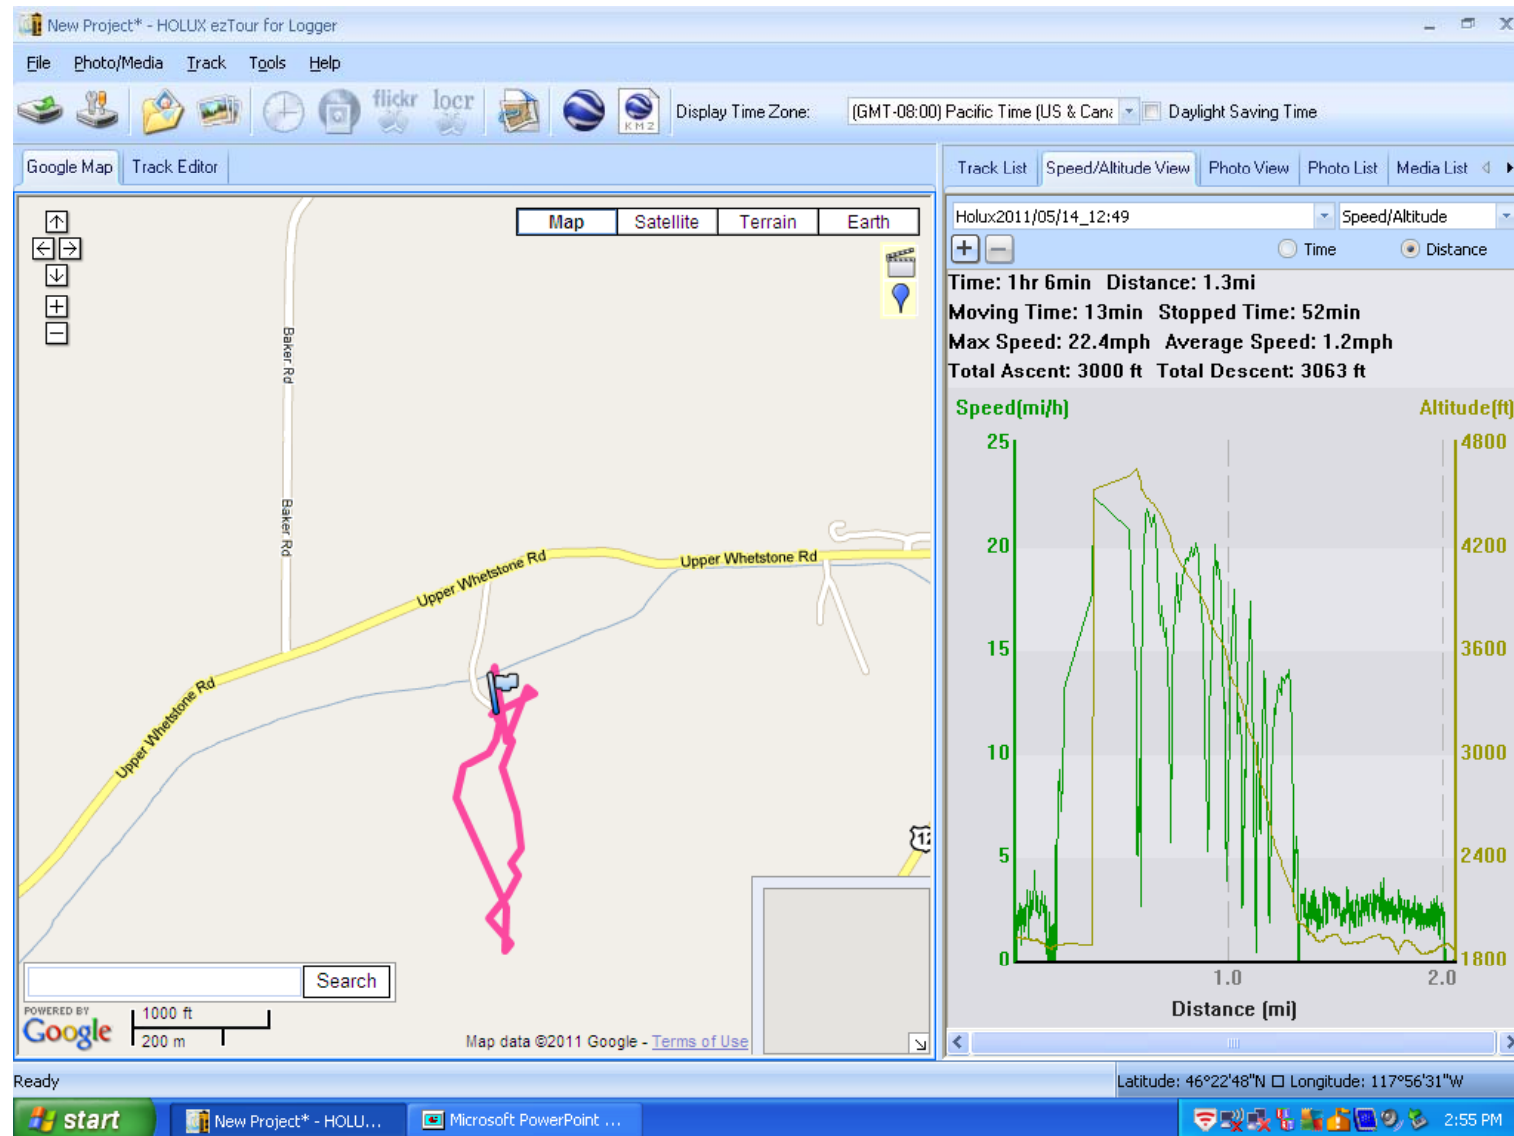 New Project* - HOLUX ezTour for Logger
File Photo/Media Track Tools Help
flickr locr KMZ Display Time Zone: (GMT-08:00) Pacific Time (US & Cana Daylight Saving Time
Google Map Track Editor
Track List Speed/Altitude View Photo View Photo List Media List
Map Satellite Terrain Earth
Holux2011/05/14_12:49 Speed/Altitude
Time Distance
Time: 1hr 6min Distance: 1.3mi
Moving Time: 13min Stopped Time: 52min
Max Speed: 22.4mph Average Speed: 1.2mph
Total Ascent: 3000 ft Total Descent: 3063 ft
Speed(mi/h) Altitude(ft)
25 4800
20 4200
15 3600
10 3000
5 2400
0 1800
1.0 2.0
Distance (mi)
Baker Rd
Baker Rd
Upper Whetstone Rd
Upper Whetstone Rd
Upper Whetstone Rd
12
Search
POWERED BY
Google
1000 ft
200 m
Map data ©2011 Google - Terms of Use
Ready
Latitude: 46°22'48"N □ Longitude: 117°56'31"W
start New Project* - HOLU... Microsoft PowerPoint ... 2:55 PM